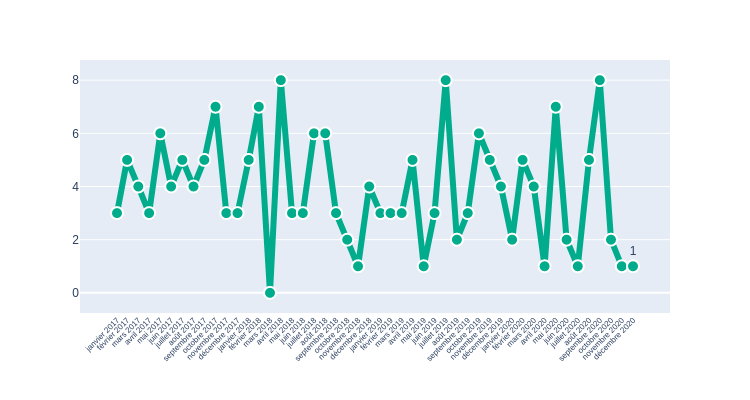 8
6
4
2
0
1
janvier 2017
février 2017
mars 2017
avril 2017
mai 2017
juin 2017
juillet 2017
août 2017
septembre 2017
octobre 2017
novembre 2017
décembre 2017
janvier 2018
février 2018
mars 2018
avril 2018
mai 2018
juin 2018
juillet 2018
août 2018
septembre 2018
octobre 2018
novembre 2018
décembre 2018
janvier 2019
février 2019
mars 2019
avril 2019
mai 2019
juin 2019
juillet 2019
août 2019
septembre 2019
octobre 2019
novembre 2019
décembre 2019
janvier 2020
février 2020
mars 2020
avril 2020
mai 2020
juin 2020
juillet 2020
août 2020
septembre 2020
octobre 2020
novembre 2020
décembre 2020